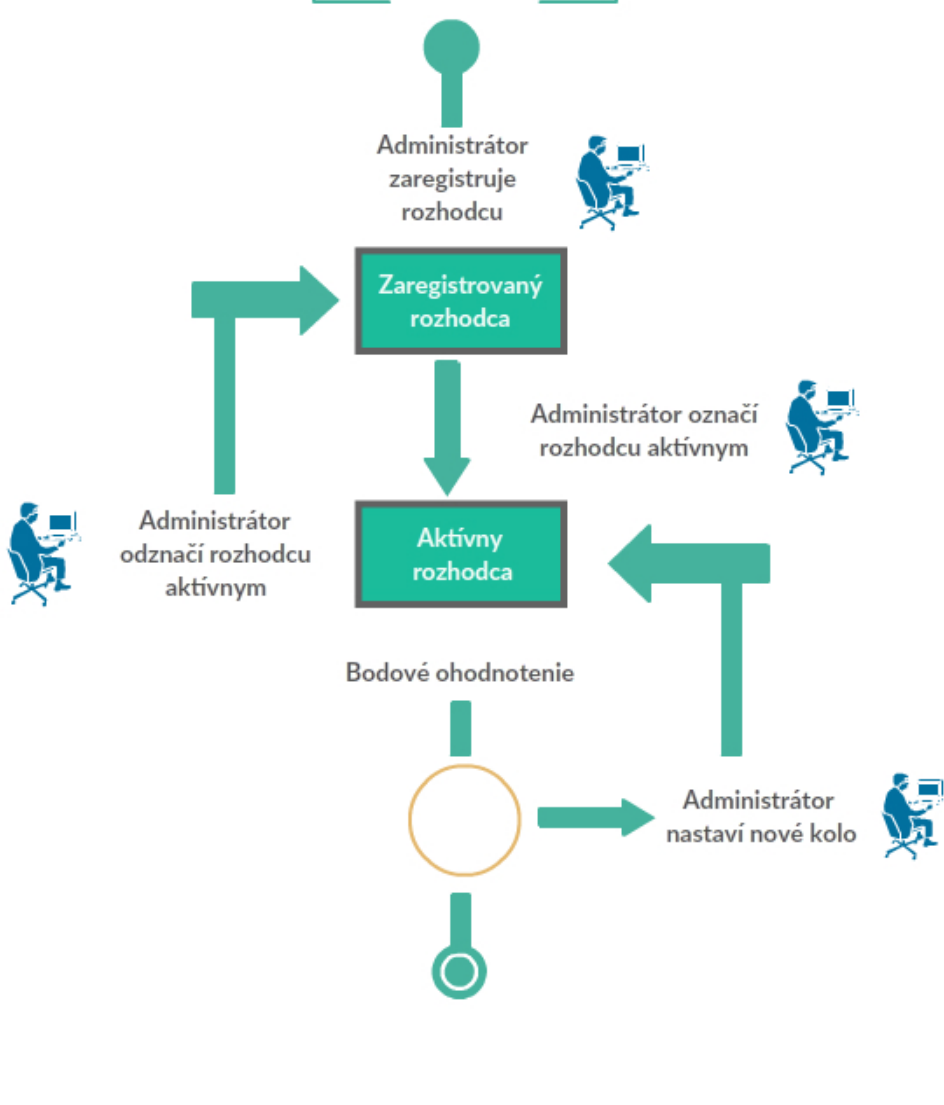 Administrátor
zaregistruje
rozhodcu
Zaregistrovaný
rozhodca
Administrátor označí
rozhodcu aktívnym
Administrátor
odznačí rozhodcu
aktívnym
Aktívny
rozhodca
Bodové ohodnotenie
Administrátor
nastaví nové kolo